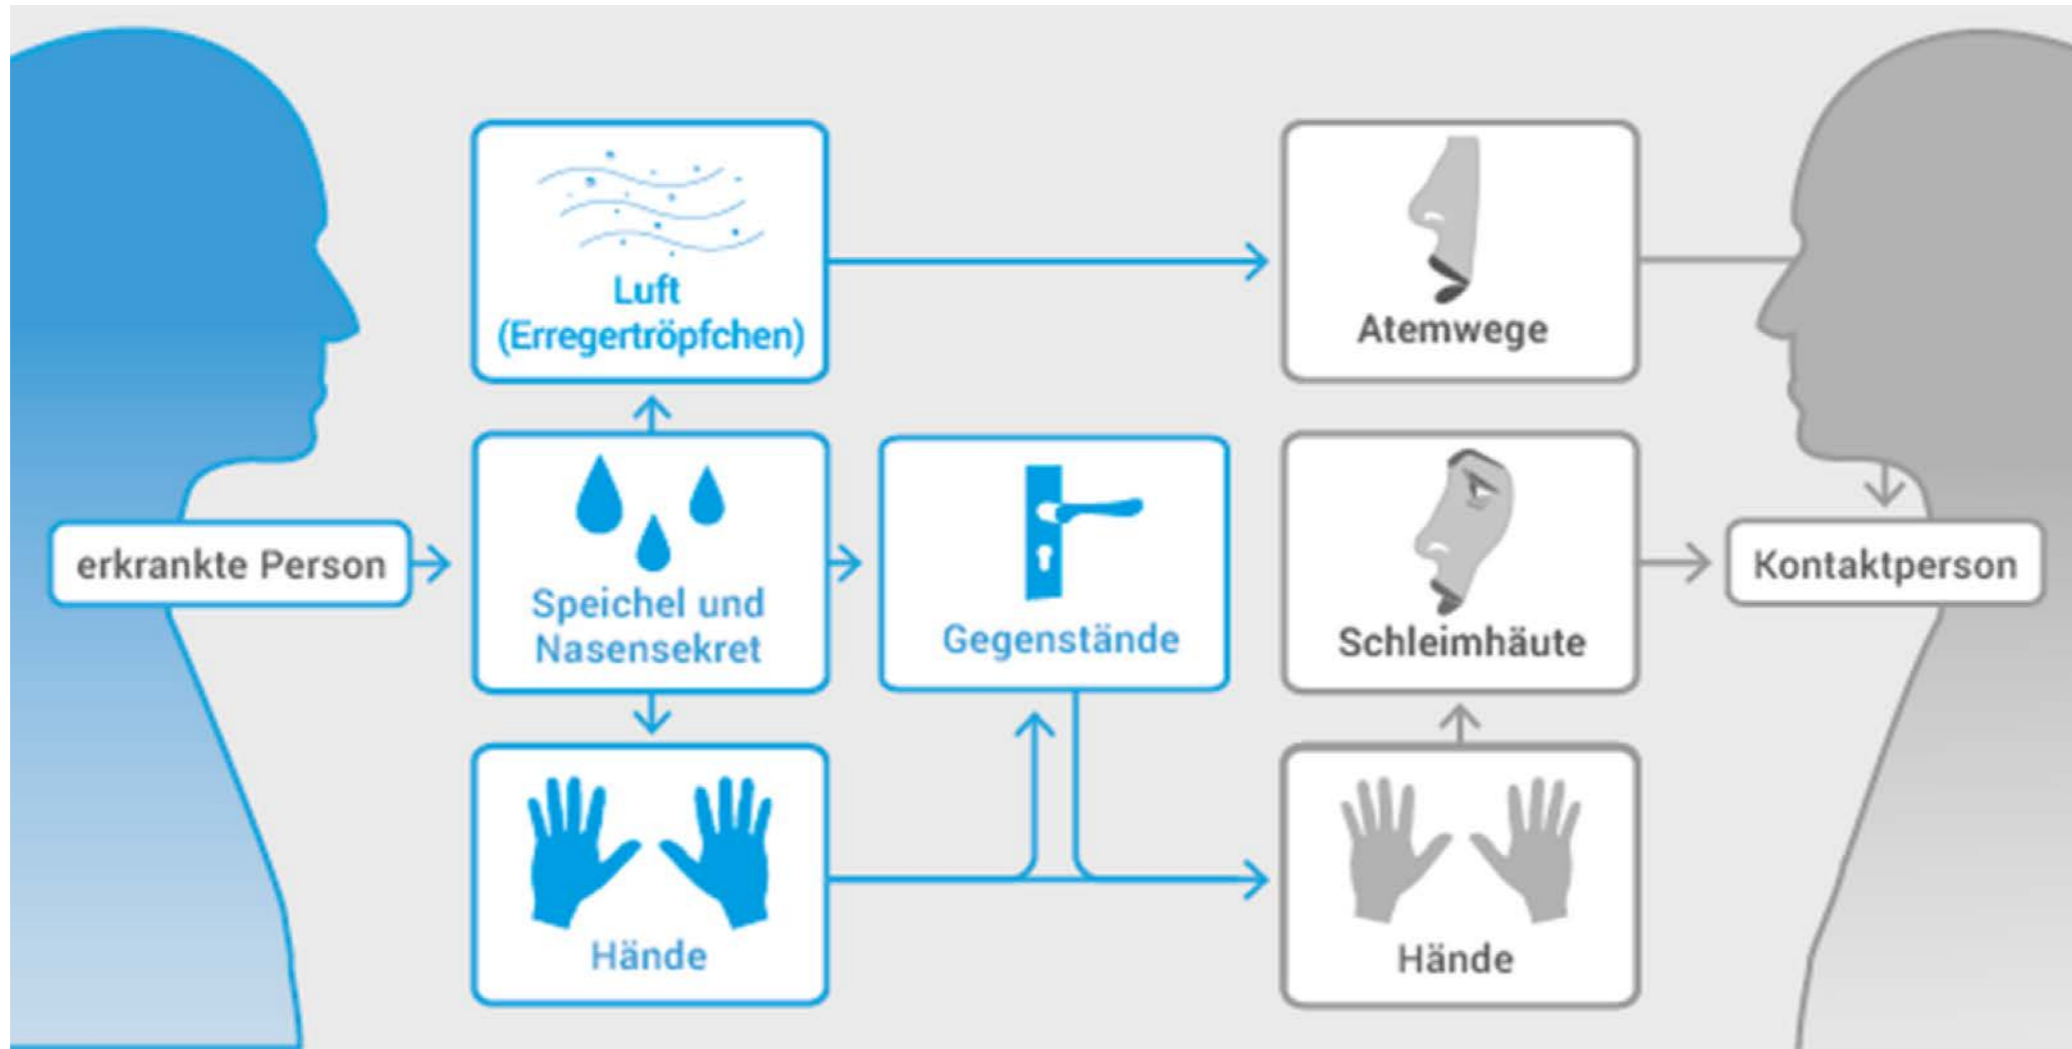 Luft
(Erregertröpfchen)
Atemwege
erkrankte Person
Speichel und
Nasensekret
Gegenstände
Schleimhäute
Kontaktperson
Hände
Hände